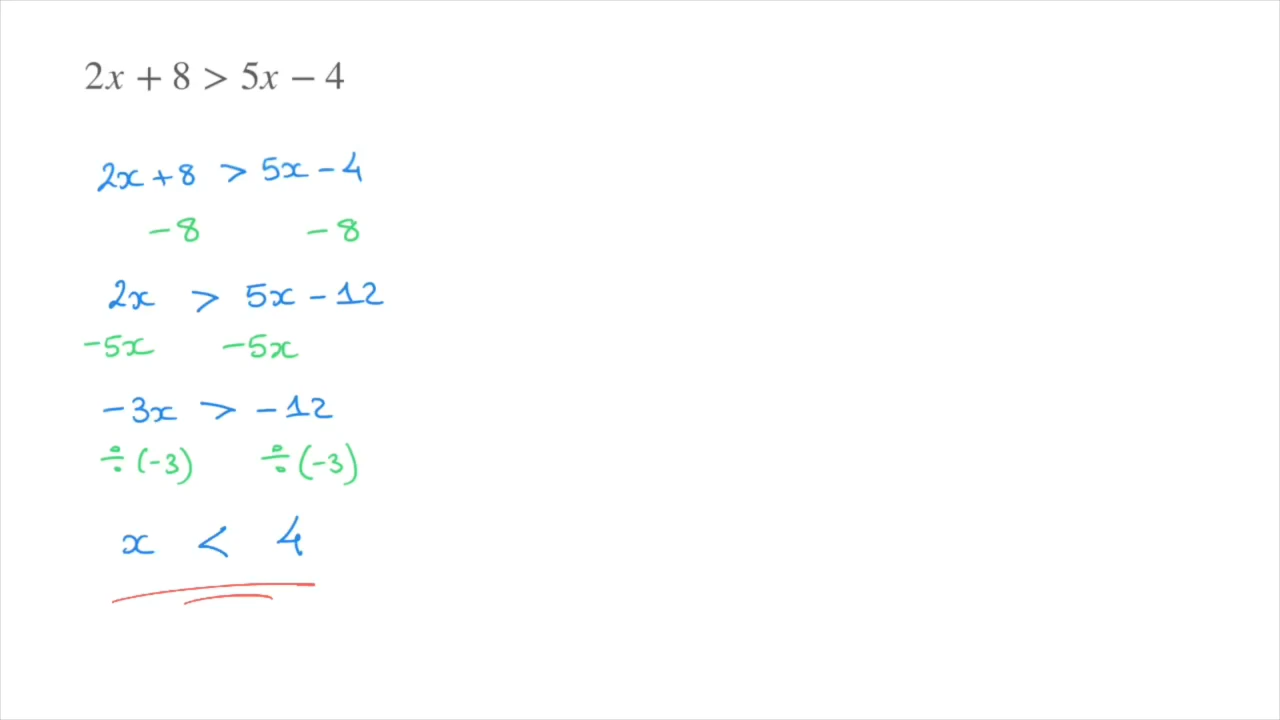 2x + 8 > 5x − 4
2x + 8 > 5x − 4
− 8 − 8
2x > 5x − 12
−5x −5x
−3x > −12
÷(−3) ÷(−3)
x < 4